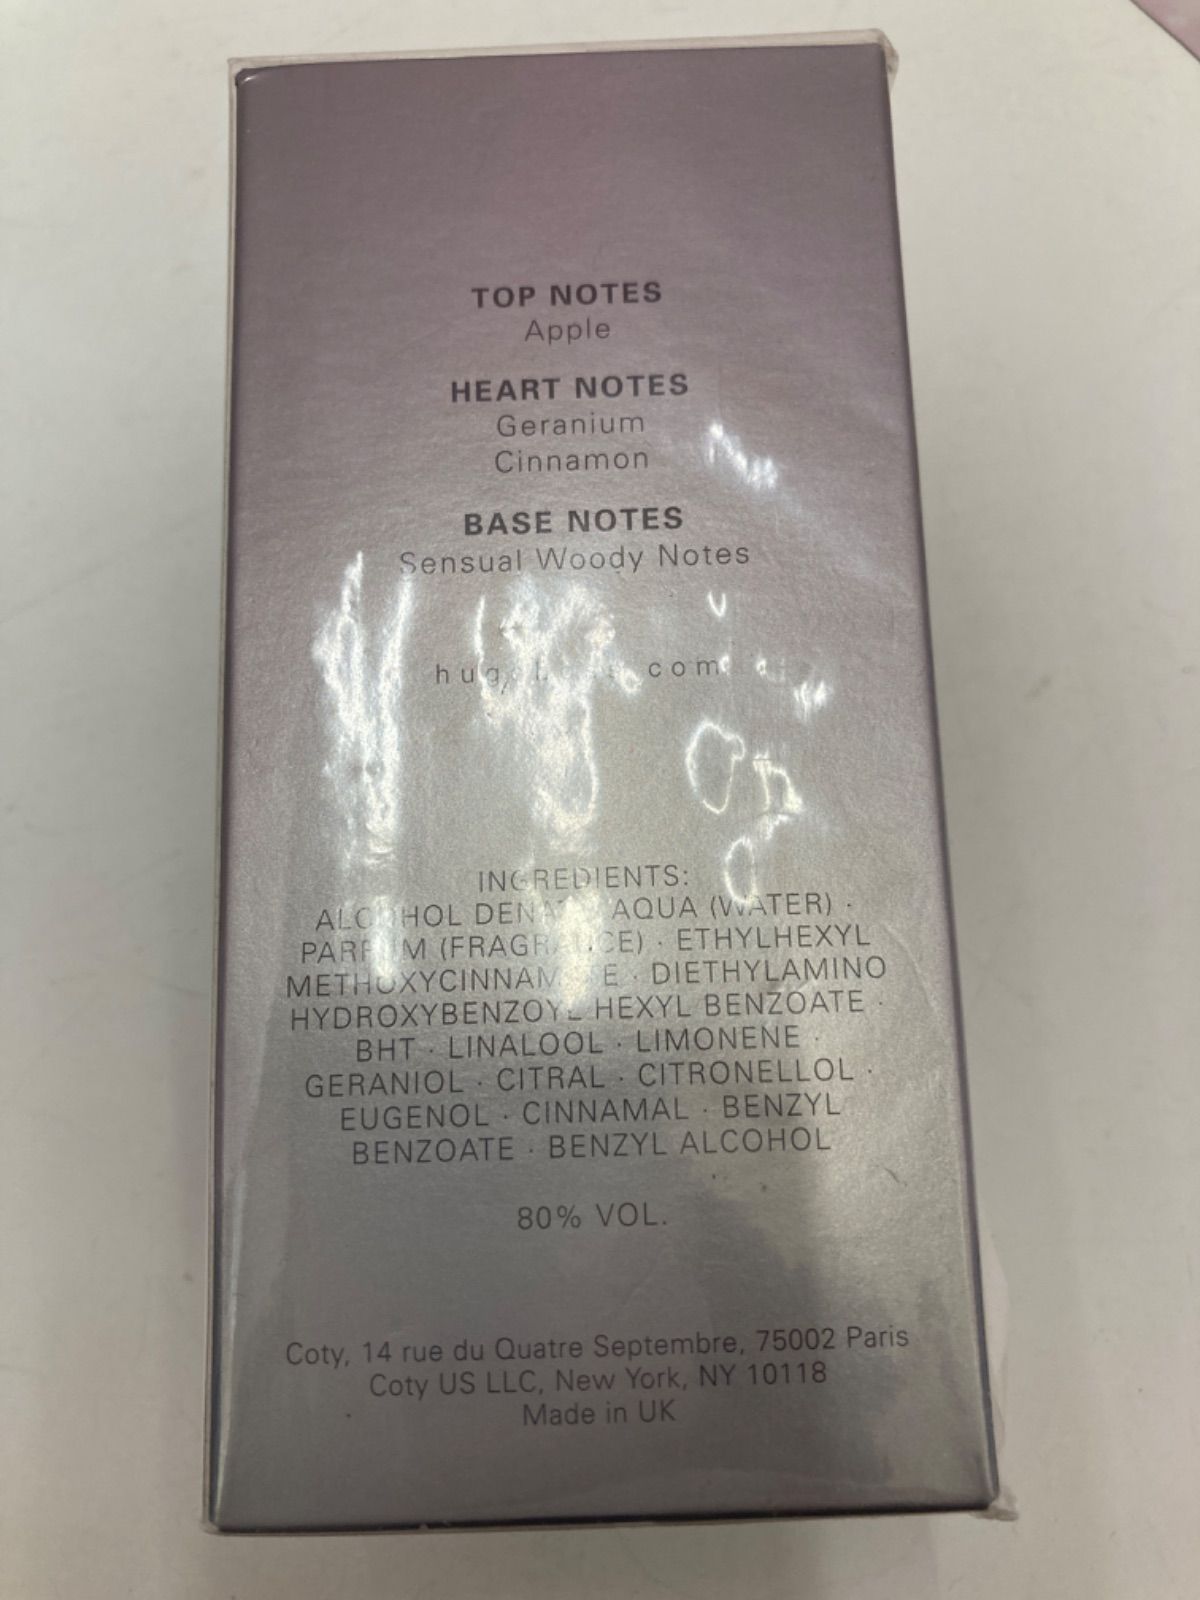 TOP NOTES
Apple
HEART NOTES
Geranium
Cinnamon
BASE NOTES
Sensual Woody Notes
INGREDIENTS:
ALCOHOL DENAT. · AQUA (WATER) ·
PARFUM (FRAGRANCE) · ETHYLHEXYL
METHOXYCINNAMATE · DIETHYLAMINO
HYDROXYBENZOYL HEXYL BENZOATE ·
BHT · LINALOOL · LIMONENE ·
GERANIOL · CITRAL · CITRONELLOL ·
EUGENOL · CINNAMAL · BENZYL
BENZOATE · BENZYL ALCOHOL
80% VOL.
Coty, 14 rue du Quatre Septembre, 75002 Paris
Coty US LLC, New York, NY 10118
Made in UK